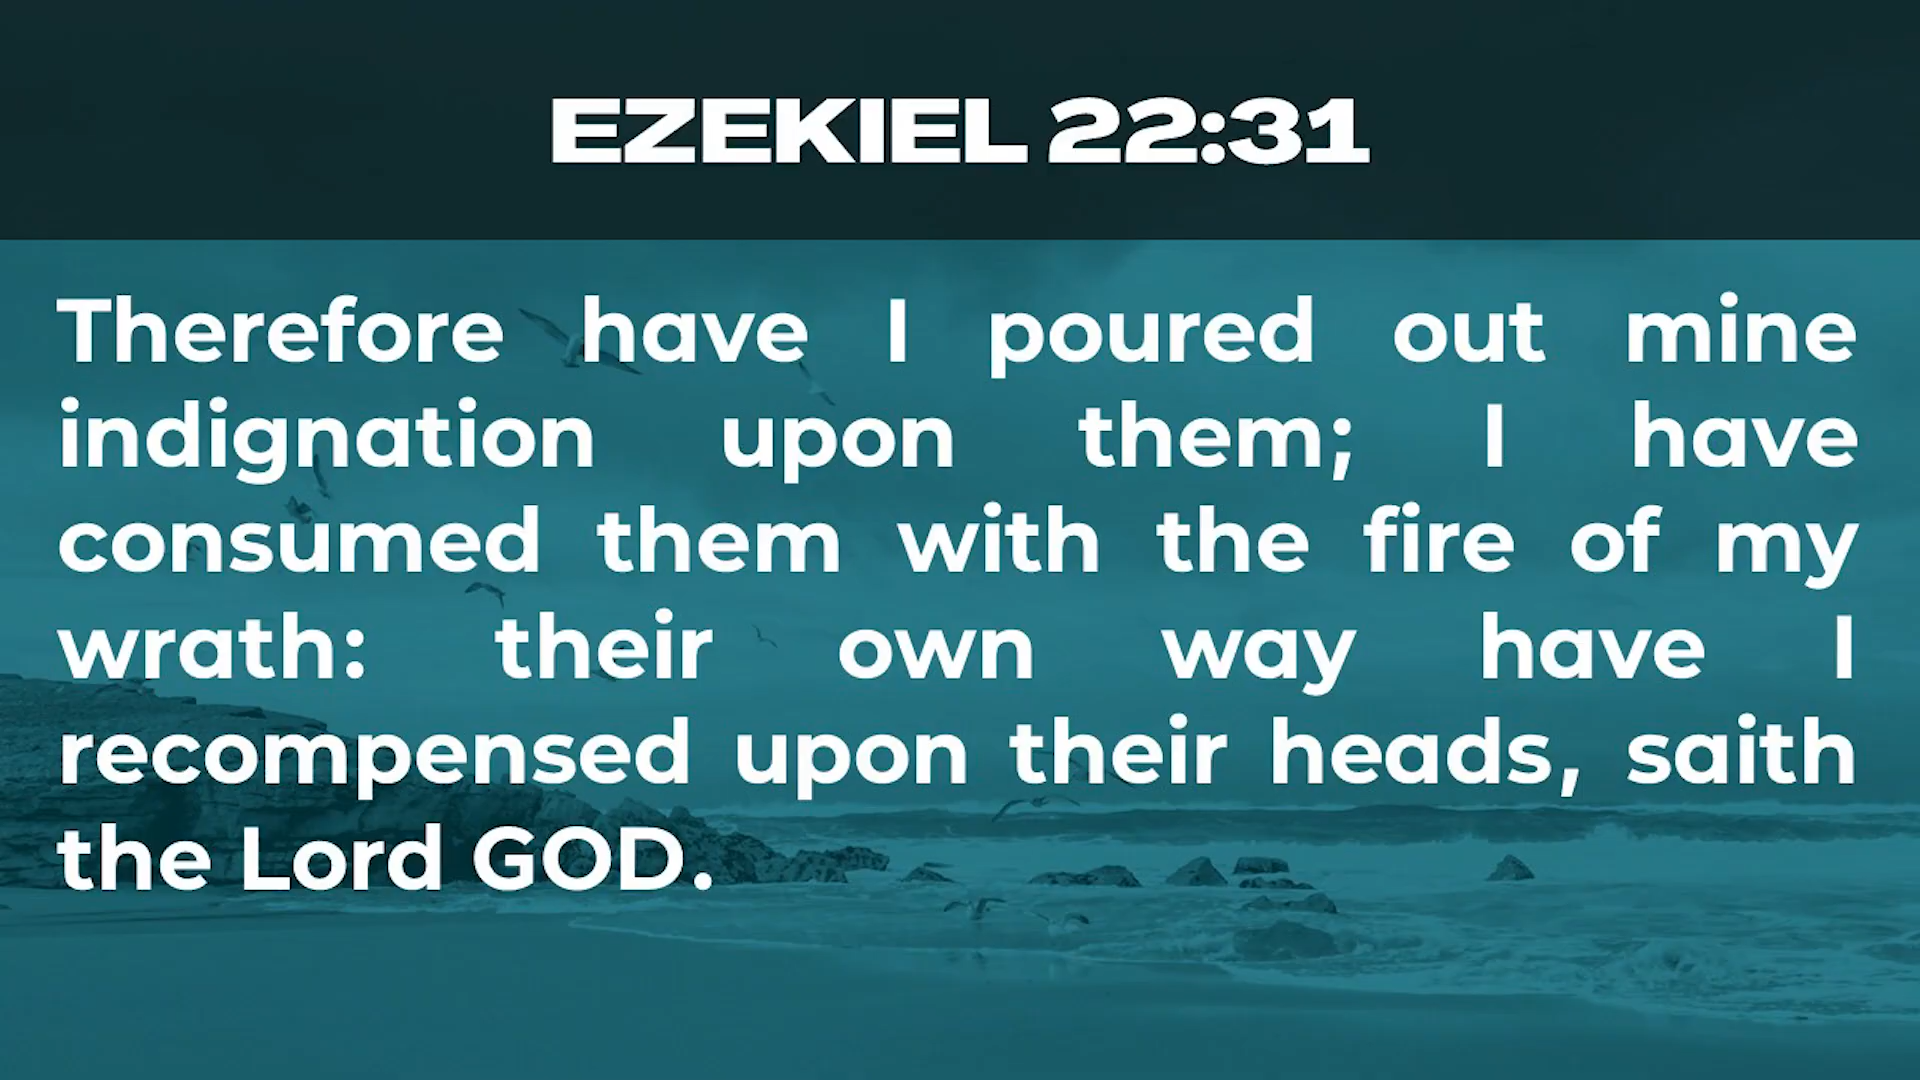 EZEKIEL 22:31
Therefore have I poured out mine
indignation upon them; I have
consumed them with the fire of my
wrath: their own way have I
recompensed upon their heads, saith
the Lord GOD.